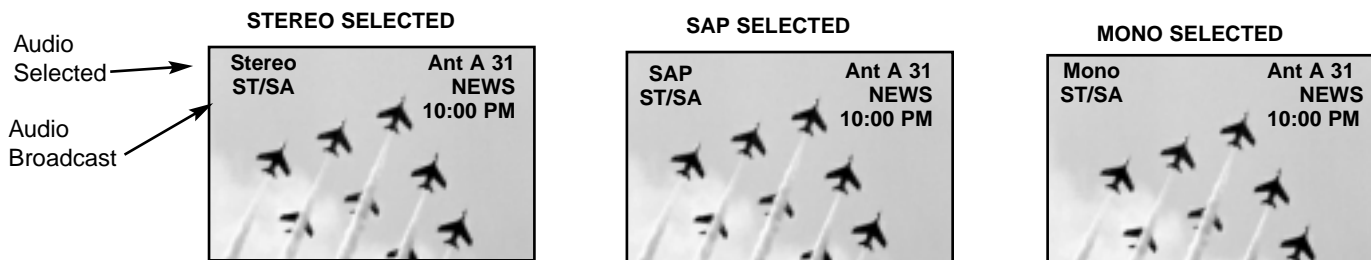 STEREO SELECTED
SAP SELECTED
MONO SELECTED
Audio
Selected
Audio
Broadcast
Stereo
ST/SA
Ant A 31
NEWS
10:00 PM
SAP
ST/SA
Ant A 31
NEWS
10:00 PM
Mono
ST/SA
Ant A 31
NEWS
10:00 PM